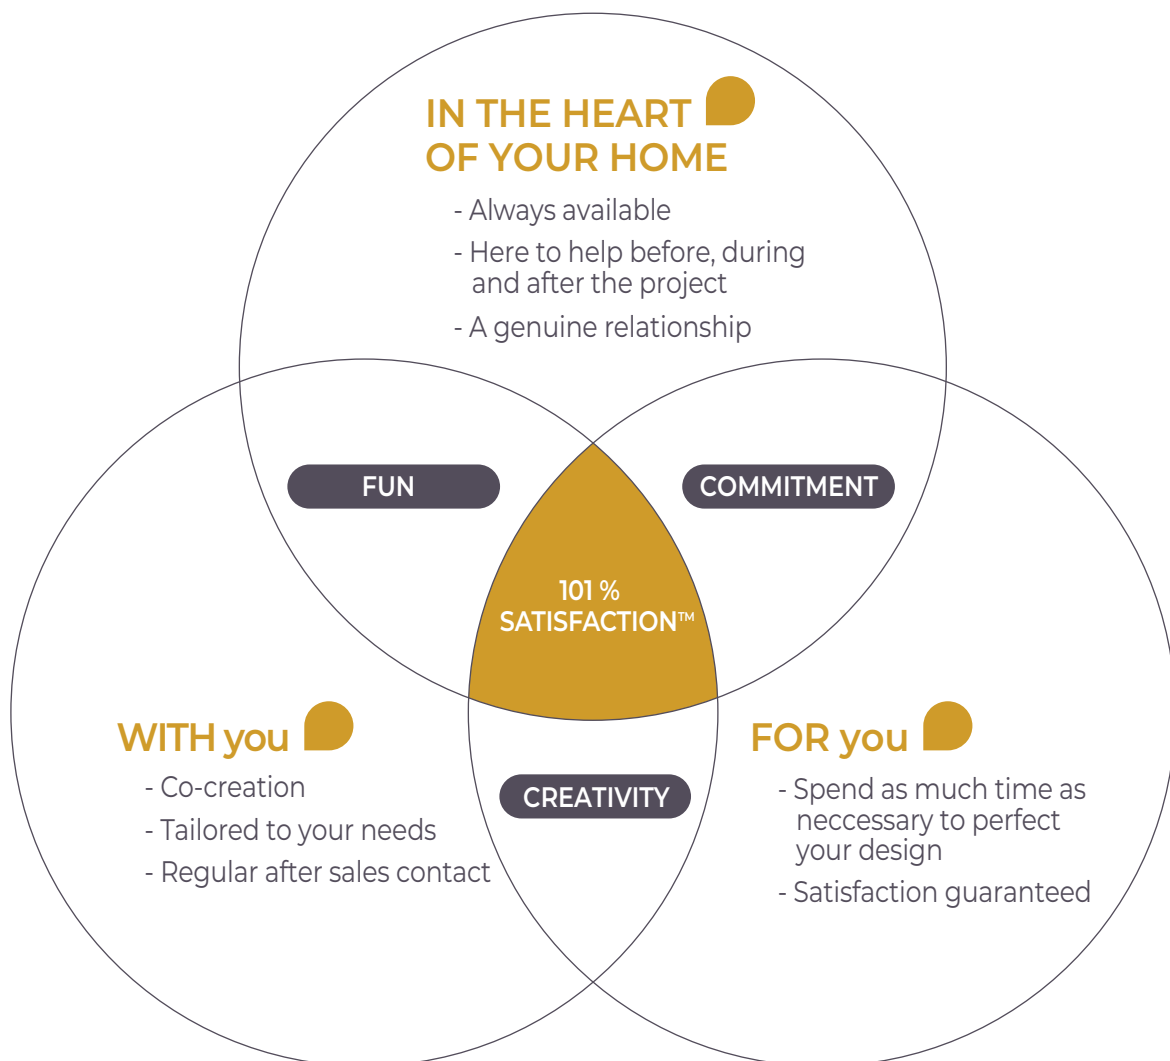 IN THE HEART
OF YOUR HOME
- Always available
- Here to help before, during
and after the project
- A genuine relationship
FUN
COMMITMENT
101 %
SATISFACTION™
WITH you
- Co-creation
- Tailored to your needs
- Regular after sales contact
CREATIVITY
FOR you
- Spend as much time as
neccessary to perfect
your design
- Satisfaction guaranteed